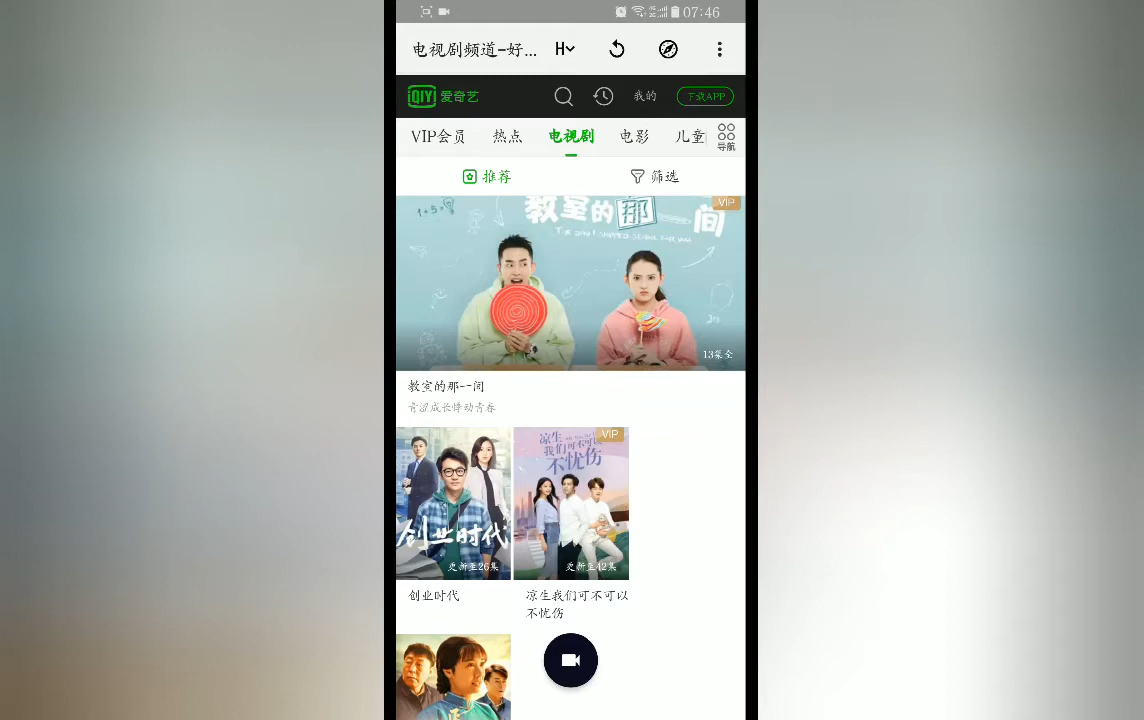 07:46
电视剧频道-好...
H
QIY 爱奇艺
我的
下载APP
VIP会员
热点
电视剧
电影
儿童
导航
推荐
筛选
1+5=
教室的那一间
VIP
13集全
教室的那--间
青涩成长悸动青春
创业时代
更新至26集
VIP
凉生
我们可不可以
不忧伤
更新至42集
创业时代
凉生我们可不可以
不忧伤